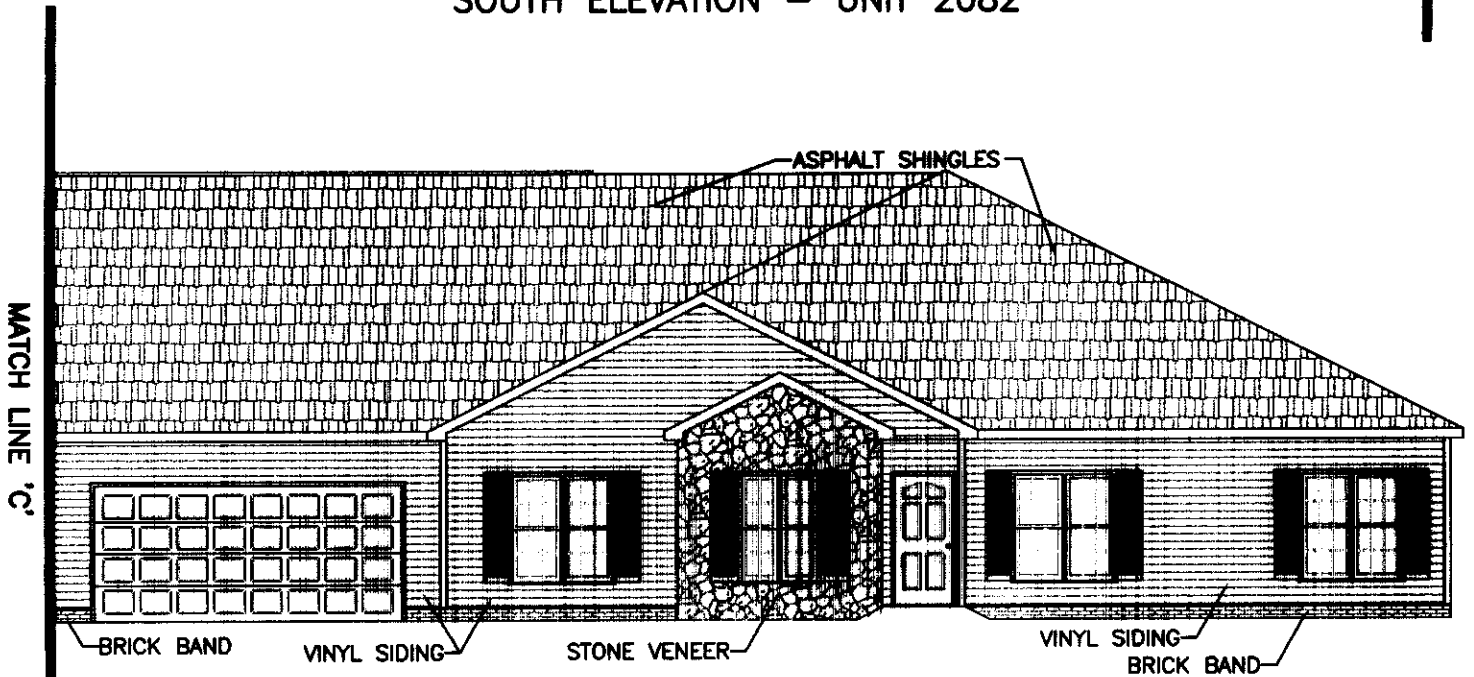 SOUTH ELEVATION – UNIT 2082
ASPHALT SHINGLES
MATCH LINE 'C'
BRICK BAND
VINYL SIDING
STONE VENEER
VINYL SIDING
BRICK BAND